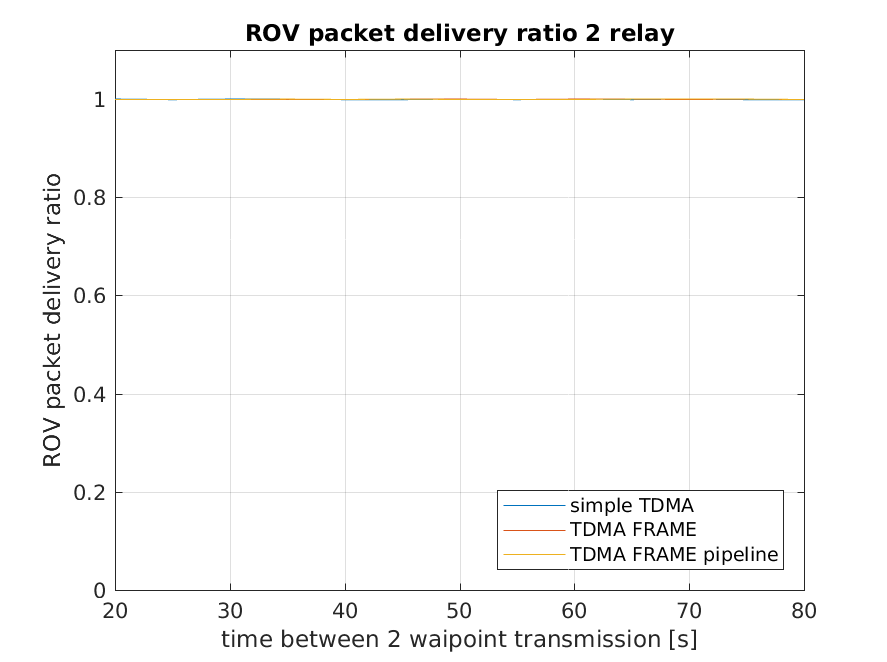 ROV packet delivery ratio 2 relay
1
0.8
0.6
0.4
0.2
0
ROV packet delivery ratio
simple TDMA
TDMA FRAME
TDMA FRAME pipeline
20 30 40 50 60 70 80
time between 2 waipoint transmission [s]